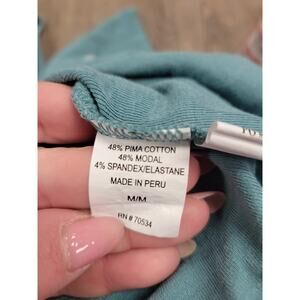 48% PIMA COTTON
48% MODAL
4% SPANDEX/ELASTANE
MADE IN PERU
M/M
RN # 70534